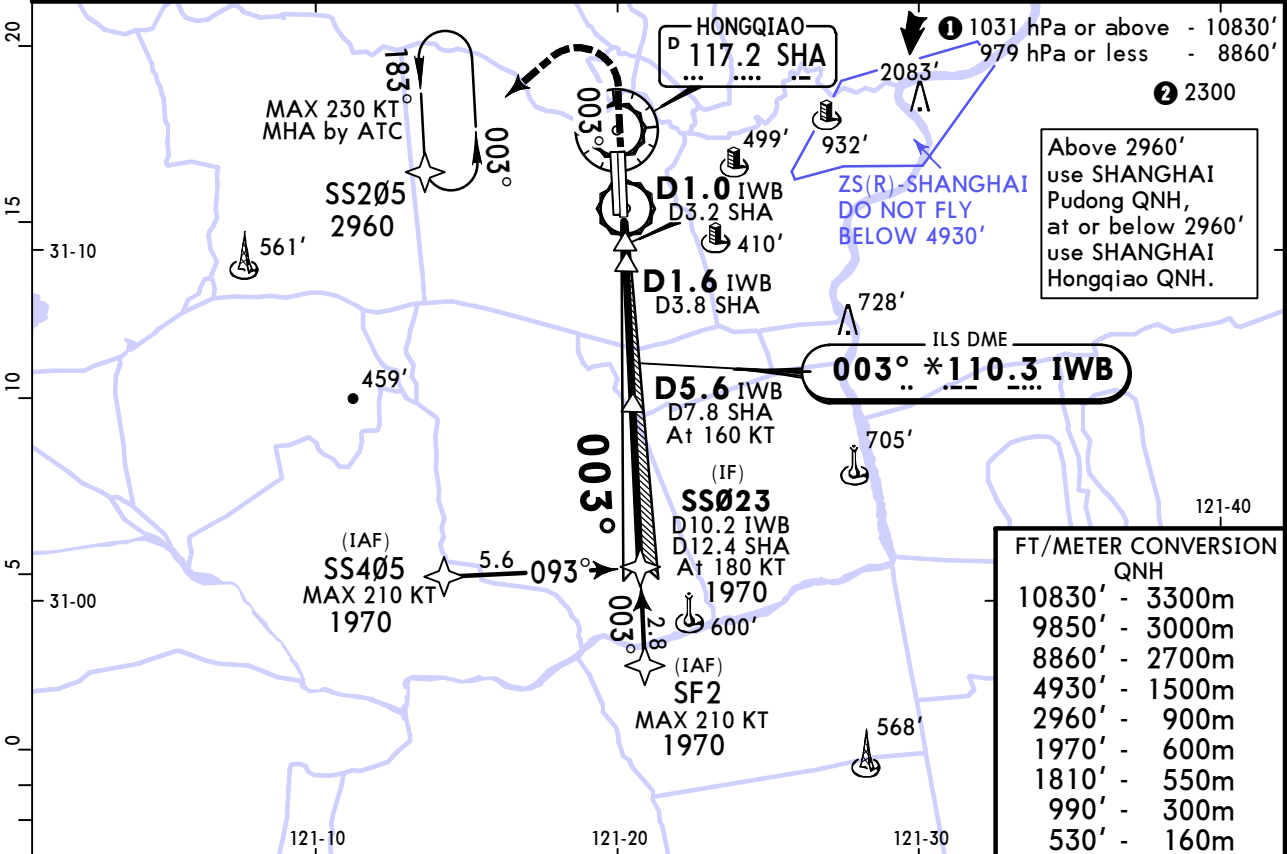 20
15
10
5
0
183°
003°
MAX 230 KT
MHA by ATC
SS2Ø5
2960
561'
31-10
003°
HONGQIAO
D 117.2 SHA
499'
932'
2083'
❶ 1031 hPa or above - 10830'
979 hPa or less - 8860'
❷ 2300
Above 2960'
use SHANGHAI
Pudong QNH,
at or below 2960'
use SHANGHAI
Hongqiao QNH.
ZS(R)-SHANGHAI
DO NOT FLY
BELOW 4930'
D1.0 IWB
D3.2 SHA
410'
D1.6 IWB
D3.8 SHA
728'
ILS DME
003° *110.3 IWB
459'
D5.6 IWB
D7.8 SHA
At 160 KT
705'
003°
(IF)
SSØ23
D10.2 IWB
D12.4 SHA
At 180 KT
1970
121-40
(IAF)
SS4Ø5
MAX 210 KT
1970
5.6
093°
31-00
003°
2.8
600'
(IAF)
SF2
MAX 210 KT
1970
568'
121-10
121-20
121-30
FT/METER CONVERSION
QNH
10830' - 3300m
9850' - 3000m
8860' - 2700m
4930' - 1500m
2960' - 900m
1970' - 600m
1810' - 550m
990' - 300m
530' - 160m